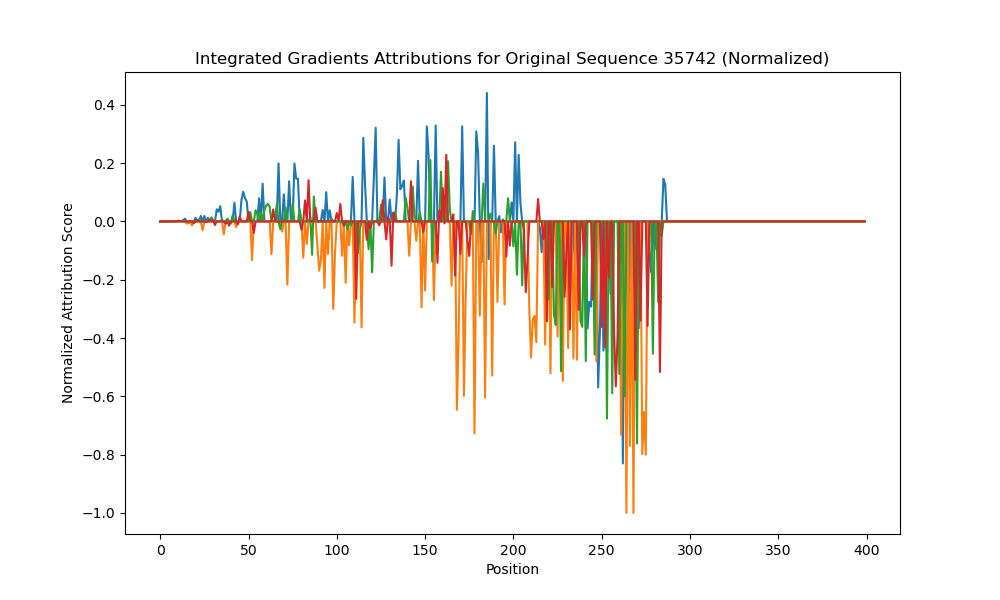 Integrated Gradients Attributions for Original Sequence 35742 (Normalized)
Normalized Attribution Score
0.4
0.2
0.0
−0.2
−0.4
−0.6
−0.8
−1.0
0 50 100 150 200 250 300 350 400
Position